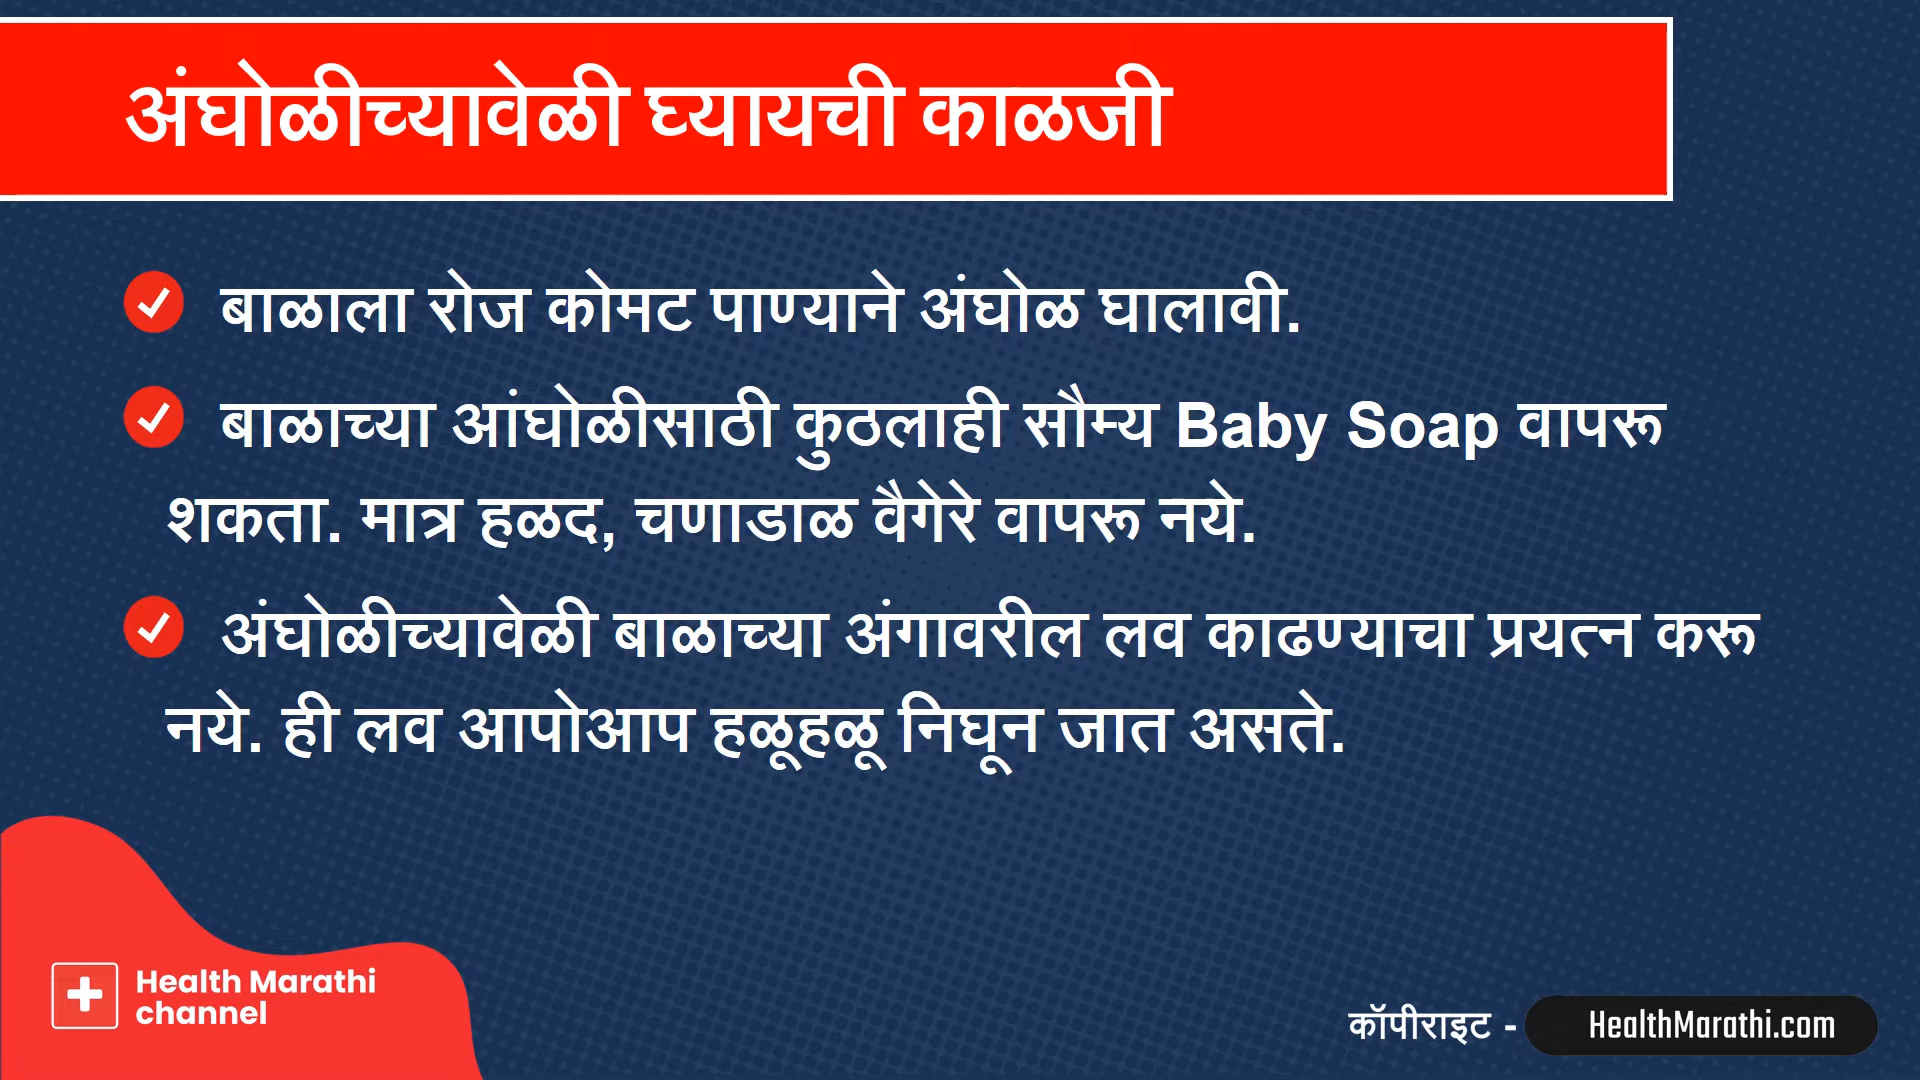 अंघोळीच्यावेळी घ्यायची काळजी
बाळाला रोज कोमट पाण्याने अंघोळ घालावी.
बाळाच्या आंघोळीसाठी कुठलाही सौम्य Baby Soap वापरू
शकता. मात्र हळद, चणाडाळ वैगेरे वापरू नये.
अंघोळीच्यावेळी बाळाच्या अंगावरील लव काढण्याचा प्रयत्न करू
नये. ही लव आपोआप हळूहळू निघून जात असते.
Health Marathi
channel
कॉपीराइट - HealthMarathi.com